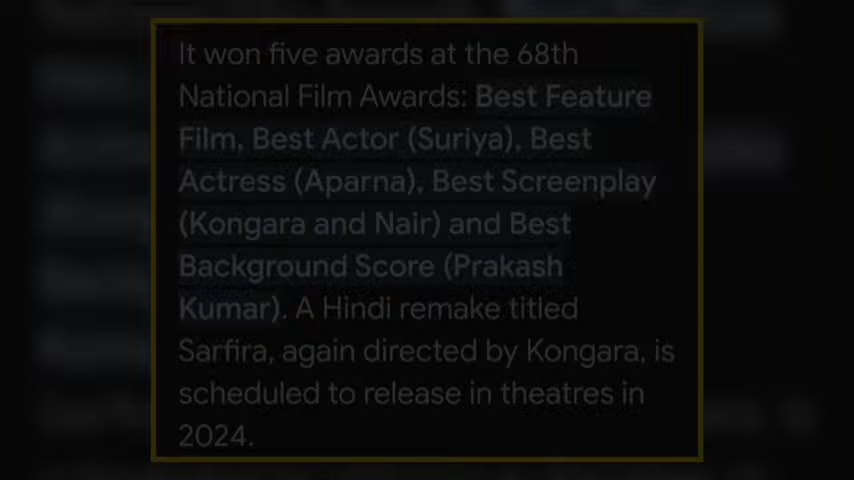 It won five awards at the 68th
National Film Awards: Best Feature
Film, Best Actor (Suriya), Best
Actress (Aparna), Best Screenplay
(Kongara and Nair) and Best
Background Score (Prakash
Kumar). A Hindi remake titled
Sarfira, again directed by Kongara, is
scheduled to release in theatres in
2024.